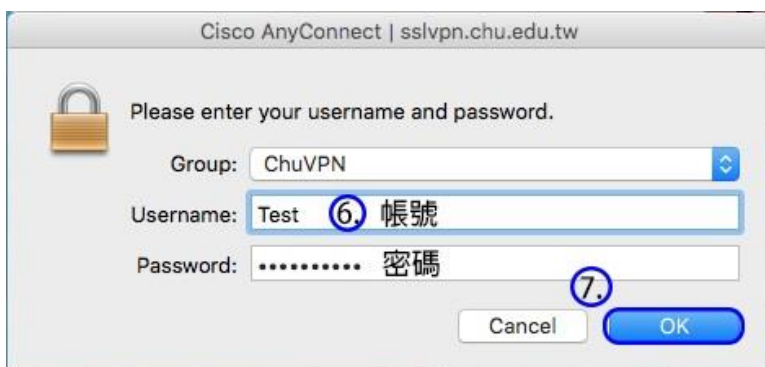 Cisco AnyConnect | sslvpn.chu.edu.tw
Please enter your username and password.
Group: ChuVPN
Username: Test 6. 帳號
Password: •••••••••• 密碼
7.
Cancel OK